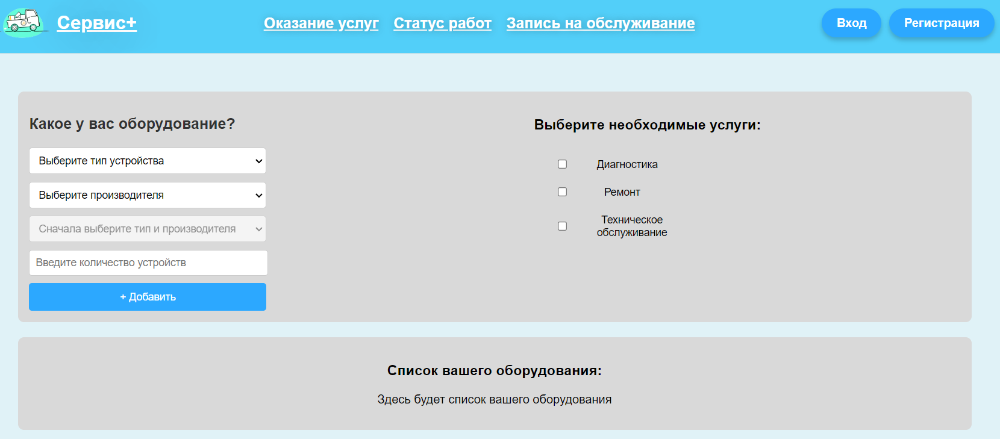 Сервис+
Оказание услуг
Статус работ
Запись на обслуживание
Вход
Регистрация
Какое у вас оборудование?
Выберите тип устройства
Выберите производителя
Сначала выберите тип и производителя
Введите количество устройств
+ Добавить
Выберите необходимые услуги:
Диагностика
Ремонт
Техническое
обслуживание
Список вашего оборудования:
Здесь будет список вашего оборудования